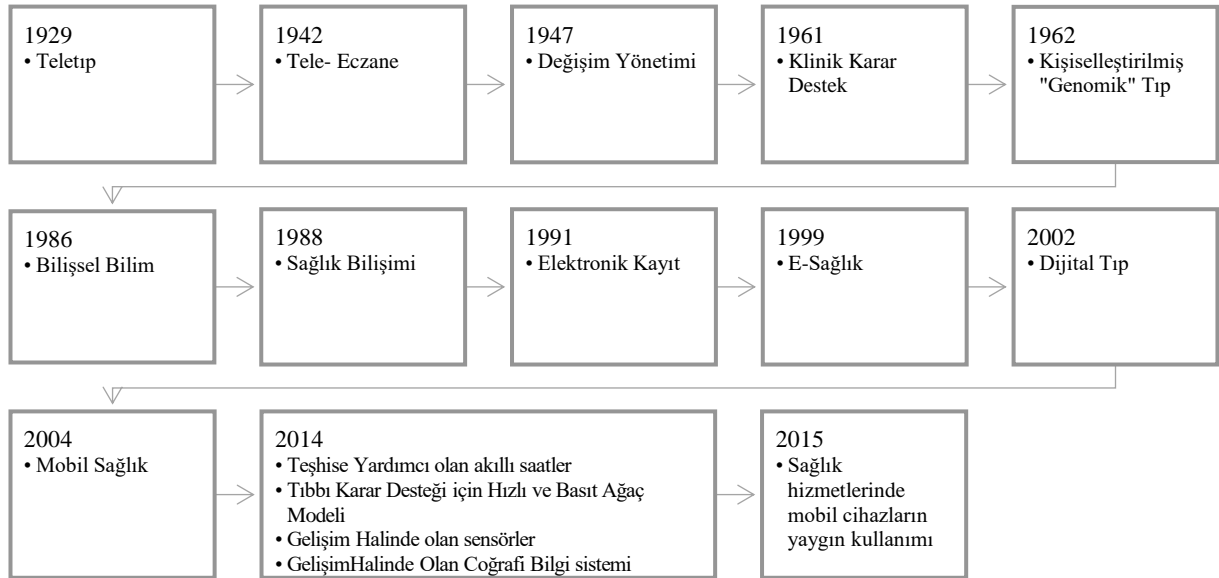 1929
• Teletıp
1942
• Tele- Eczane
1947
• Değişim Yönetimi
1961
• Klinik Karar
Destek
1962
• Kişiselleştirilmiş
"Genomik" Tıp
1986
• Bilişsel Bilim
1988
• Sağlık Bilişimi
1991
• Elektronik Kayıt
1999
• E-Sağlık
2002
• Dijital Tıp
2004
• Mobil Sağlık
2014
• Teşhise Yardımcı olan akıllı saatler
• Tıbbı Karar Desteği için Hızlı ve Basıt Ağaç
Modeli
• Gelişim Halinde olan sensörler
• GelişimHalinde Olan Coğrafi Bilgi sistemi
2015
• Sağlık
hizmetlerinde
mobil cihazların
yaygın kullanımı